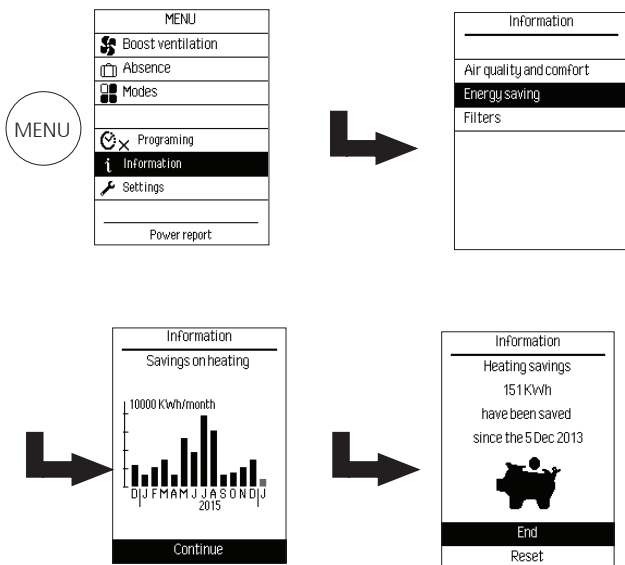 MENU
MENU
Boost ventilation
Absence
Modes
Programing
i Information
Settings
Power report
Information
Air quality and comfort
Energy saving
Filters
Information
Savings on heating
10000 KWh/month
D J F M A M J J A S O N D J
2015
Continue
Information
Heating savings
151 KWh
have been saved
since the 5 Dec 2013
End
Reset